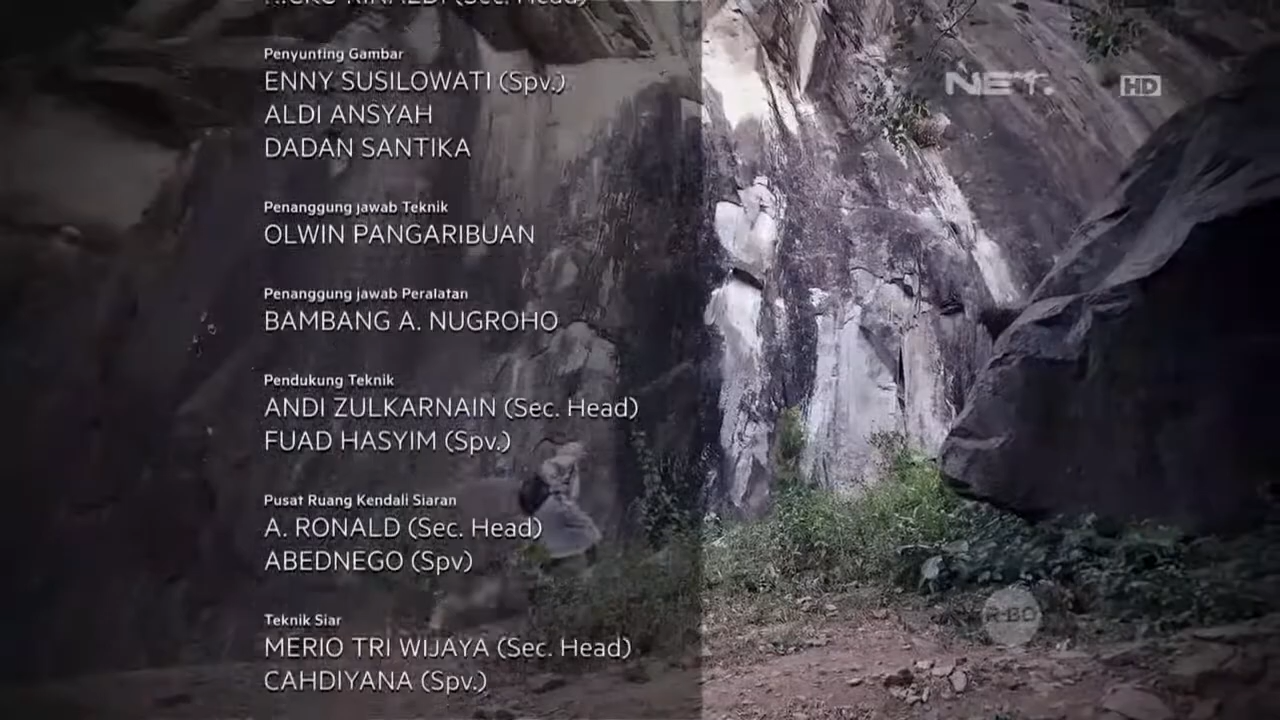 Penyunting Gambar
ENNY SUSILOWATI (Spv.)
ALDI ANSYAH
DADAN SANTIKA
Penanggung jawab Teknik
OLWIN PANGARIBUAN
Penanggung jawab Peralatan
BAMBANG A. NUGROHO
Pendukung Teknik
ANDI ZULKARNAIN (Sec. Head)
FUAD HASYIM (Spv.)
Pusat Ruang Kendali Siaran
A. RONALD (Sec. Head)
ABEDNEGO (Spv)
Teknik Siar
MERIO TRI WIJAYA (Sec. Head)
CAHDIYANA (Spv.)
NET.
HD